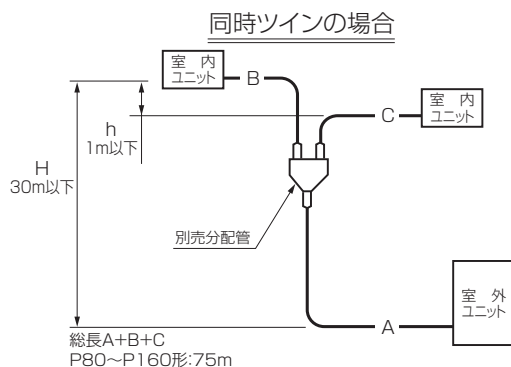 同時ツインの場合
室 内
ユニット
B
室 内
ユニット
C
h
1m以下
H
30m以下
別売分配管
室 外
ユニット
A
総長A+B+C
P80～P160形:75m